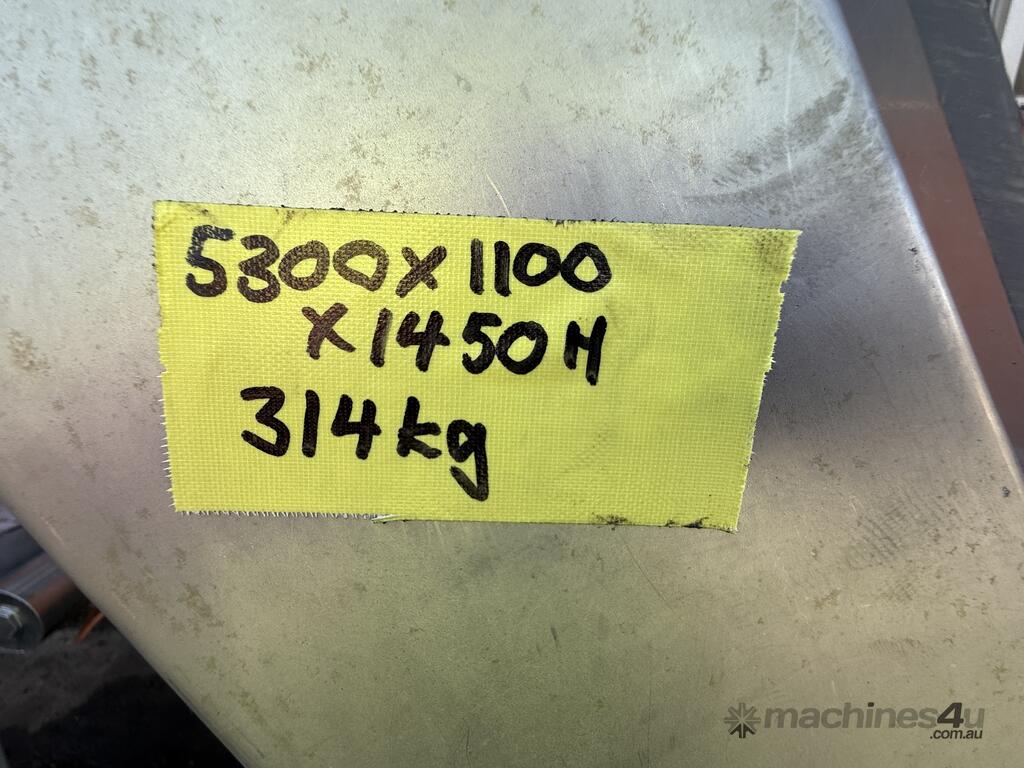 5300x1100
x1450H
314kg
machines4u
.com.au